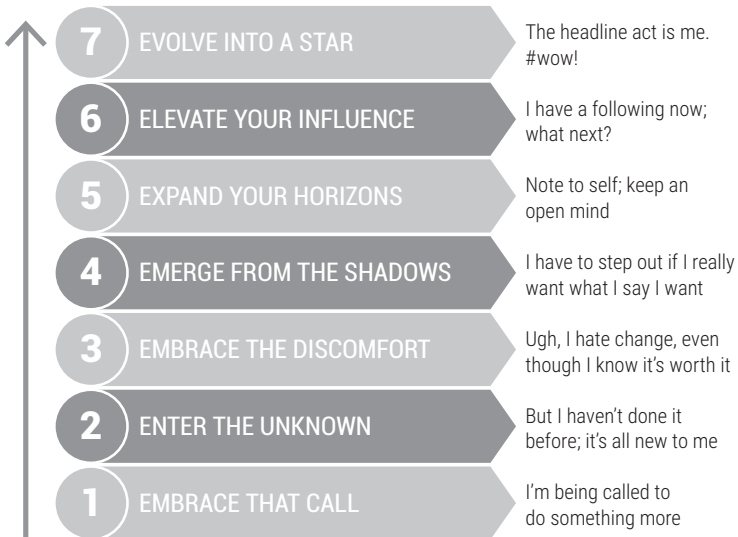 7 EVOLVE INTO A STAR
The headline act is me.
#wow!
6 ELEVATE YOUR INFLUENCE
I have a following now;
what next?
5 EXPAND YOUR HORIZONS
Note to self; keep an
open mind
4 EMERGE FROM THE SHADOWS
I have to step out if I really
want what I say I want
3 EMBRACE THE DISCOMFORT
Ugh, I hate change, even
though I know it's worth it
2 ENTER THE UNKNOWN
But I haven't done it
before; it's all new to me
1 EMBRACE THAT CALL
I'm being called to
do something more